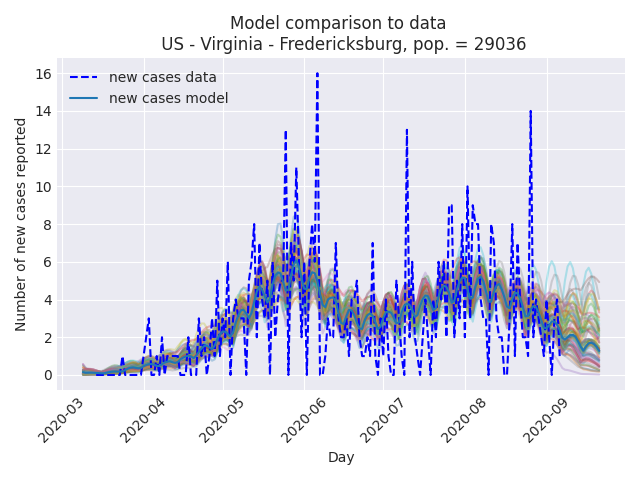 Model comparison to data
US - Virginia - Fredericksburg, pop. = 29036
new cases data
new cases model
Number of new cases reported
16
14
12
10
8
6
4
2
0
2020-03
2020-04
2020-05
2020-06
2020-07
2020-08
2020-09
Day